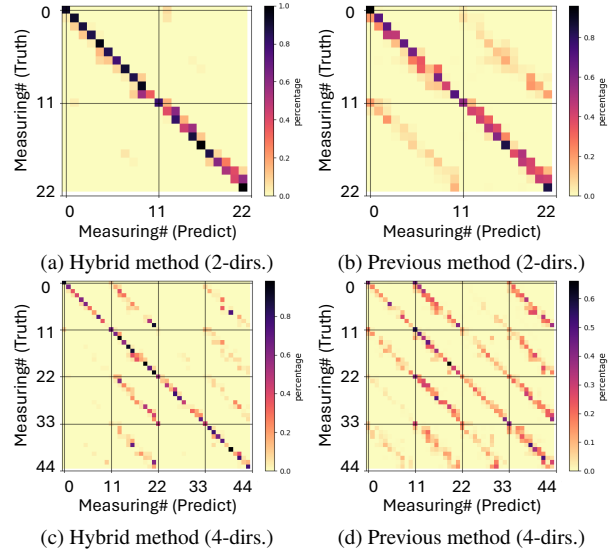 0
11
22
Measuring# (Truth)
0 11 22
Measuring# (Predict)
1.0
0.8
0.6
0.4
0.2
0.0
percentage
(a) Hybrid method (2-dirs.)
0
11
22
Measuring# (Truth)
0 11 22
Measuring# (Predict)
0.8
0.6
0.4
0.2
0.0
percentage
(b) Previous method (2-dirs.)
0
11
22
33
44
Measuring# (Truth)
0 11 22 33 44
Measuring# (Predict)
0.8
0.6
0.4
0.2
0.0
percentage
(c) Hybrid method (4-dirs.)
0
11
22
33
44
Measuring# (Truth)
0 11 22 33 44
Measuring# (Predict)
0.6
0.5
0.4
0.3
0.2
0.1
0.0
percentage
(d) Previous method (4-dirs.)